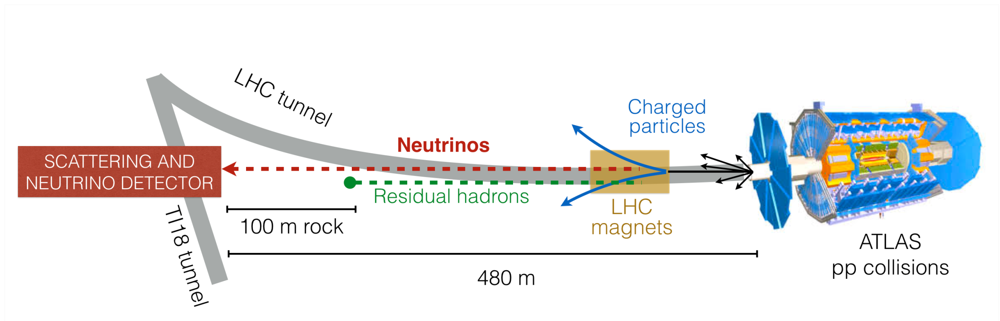 LHC tunnel
Charged
particles
Neutrinos
SCATTERING AND
NEUTRINO DETECTOR
Residual hadrons
LHC
magnets
100 m rock
TI18 tunnel
ATLAS
pp collisions
480 m